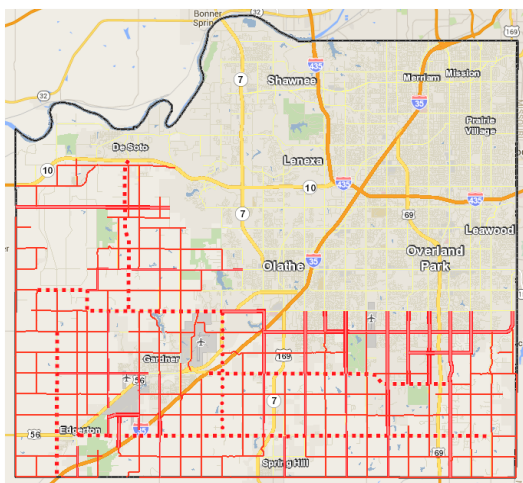 Bonner
Springs
32
169
435
7
Shawnee
Merriam
Mission
35
32
Prairie
Village
De Soto
Lenexa
10
10
435
435
7
69
Leawood
Olathe
35
Overland
Park
Gardner
169
56
7
56
Edgerton
35
69
Spring Hill